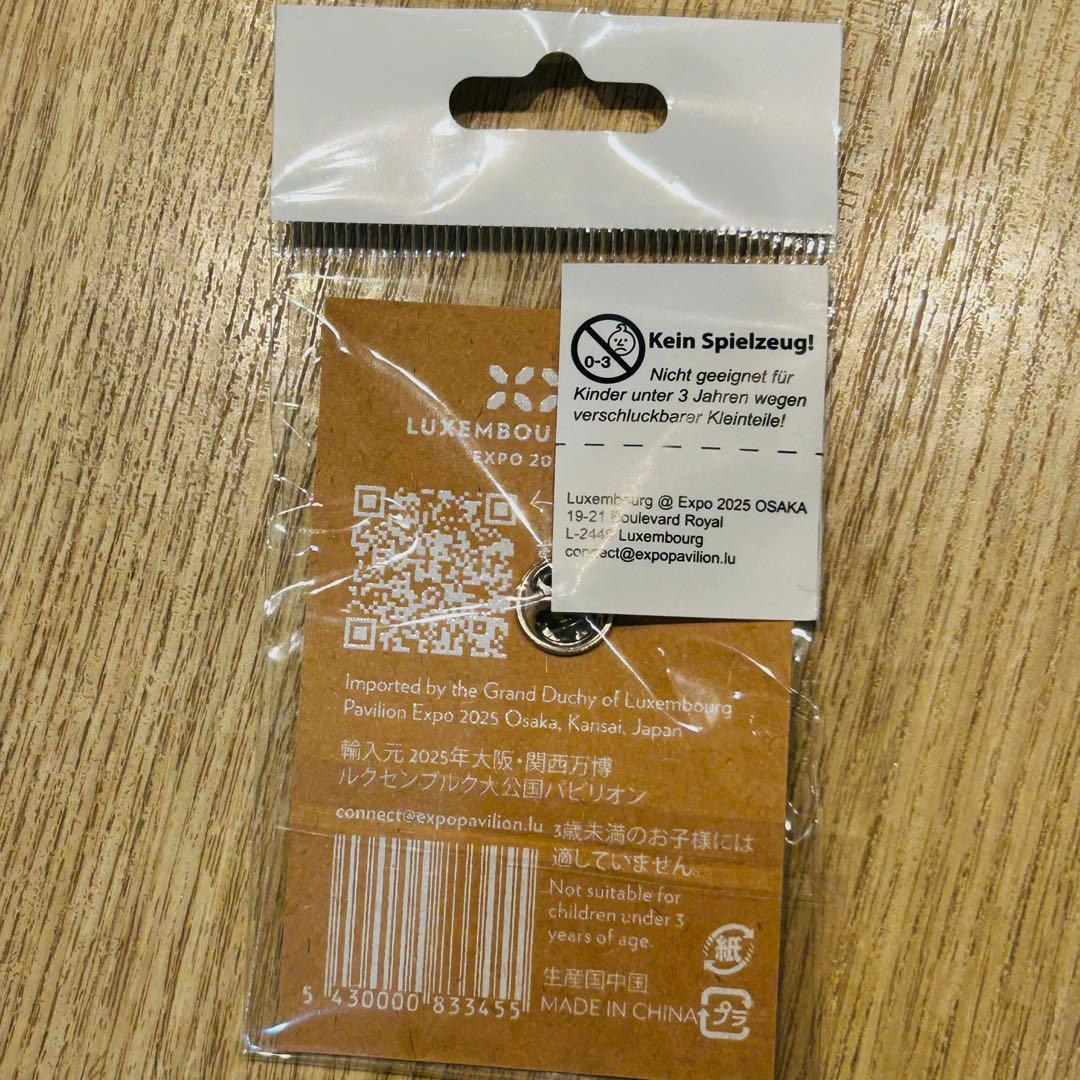 0-3
Kein Spielzeug!
Nicht geeignet für
Kinder unter 3 Jahren wegen
verschluckbarer Kleinteile!
LUXEMBOU
EXPO 20
Luxembourg @ Expo 2025 OSAKA
19-21 Boulevard Royal
L-2449 Luxembourg
connect@expopavilion.lu
Imported by the Grand Duchy of Luxembourg
Pavilion Expo 2025 Osaka, Kansai, Japan
輸入元 2025年大阪・関西万博
ルクセンブルク大公国パビリオン
connect@expopavilion.lu
3歳未満のお子様には
適していません。
Not suitable for
children under 3
years of age.
生産国中国
MADE IN CHINA
紙
プラ
5 430000 833455